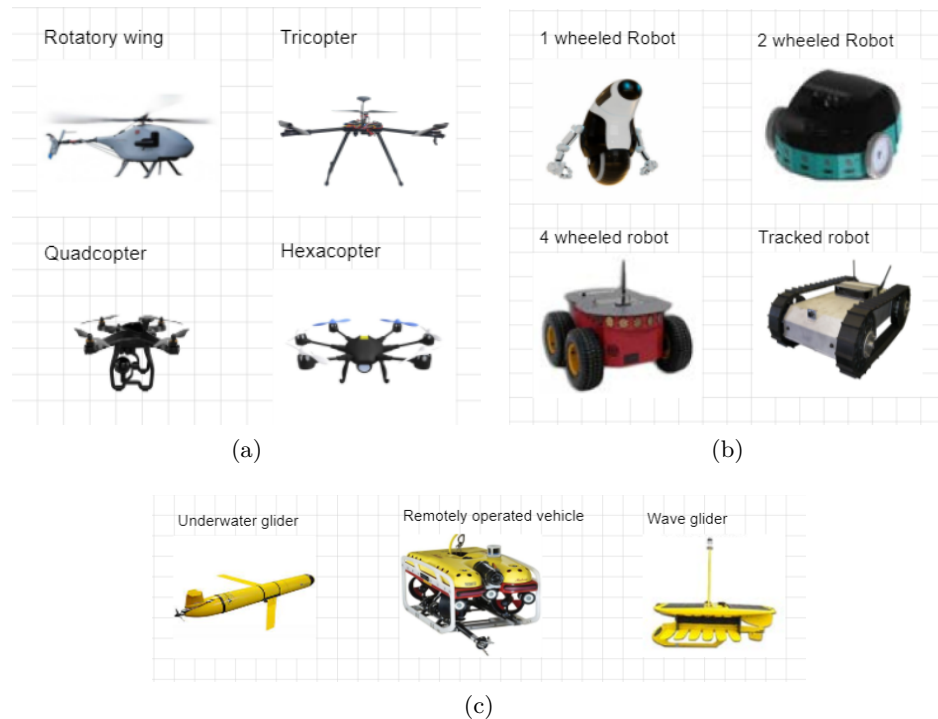 Rotatory wing
Tricopter
Quadcopter
Hexacopter
(a)
1 wheeled Robot
2 wheeled Robot
4 wheeled robot
Tracked robot
(b)
Underwater glider
Remotely operated vehicle
Wave glider
(c)